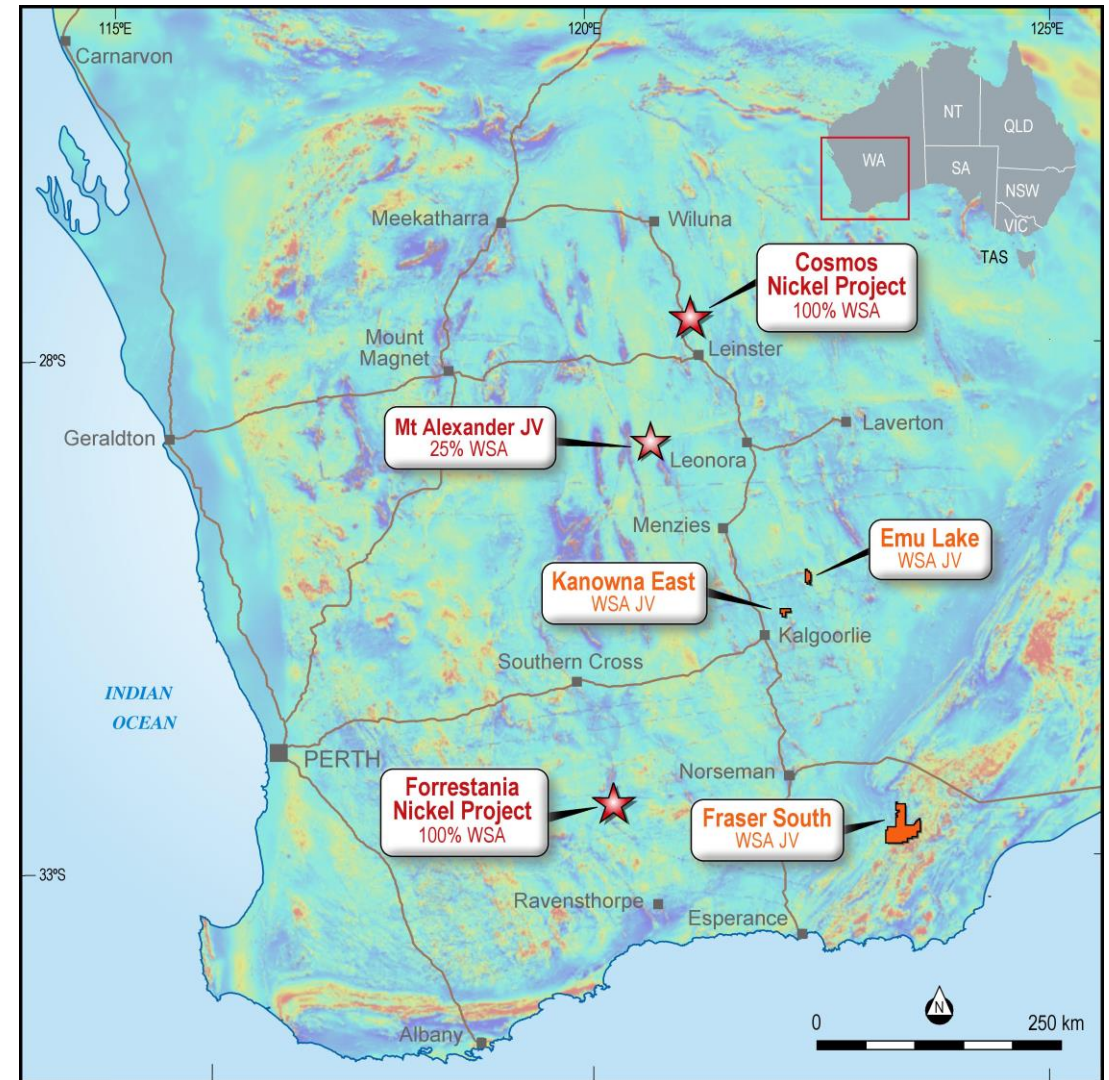 115ºE
120ºE
125ºE
Carnarvon
NT
QLD
WA
SA
NSW
VIC
TAS
Meekatharra
Wiluna
Cosmos
Nickel Project
100% WSA
Mount
Magnet
Leinster
28ºS
Mt Alexander JV
25% WSA
Laverton
Geraldton
Leonora
Menzies
Emu Lake
WSA JV
Kanowna East
WSA JV
Kalgoorlie
Southern Cross
INDIAN
OCEAN
PERTH
Norseman
Forrestania
Nickel Project
100% WSA
Fraser South
WSA JV
33ºS
Ravensthorpe
Esperance
N
0
250 km
Albany